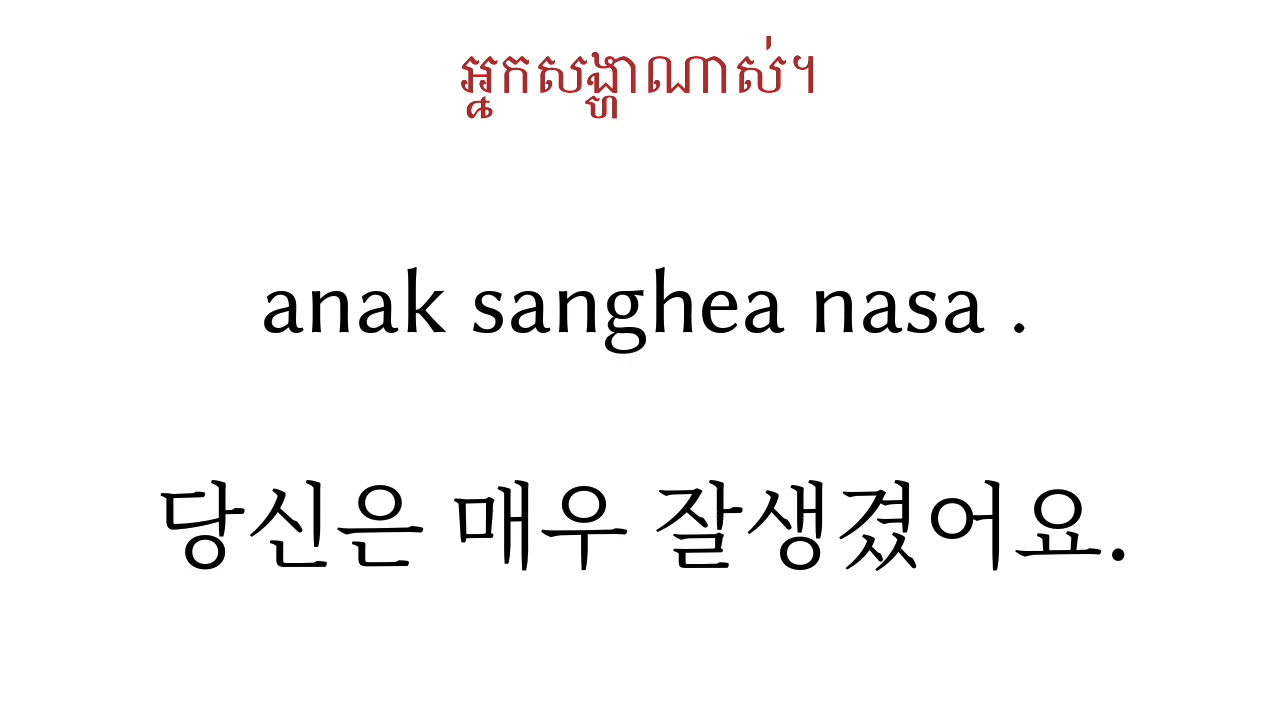 អ្នកសង្ហាណាស់។
anak sanghea nasa .
당신은 매우 잘생겼어요.